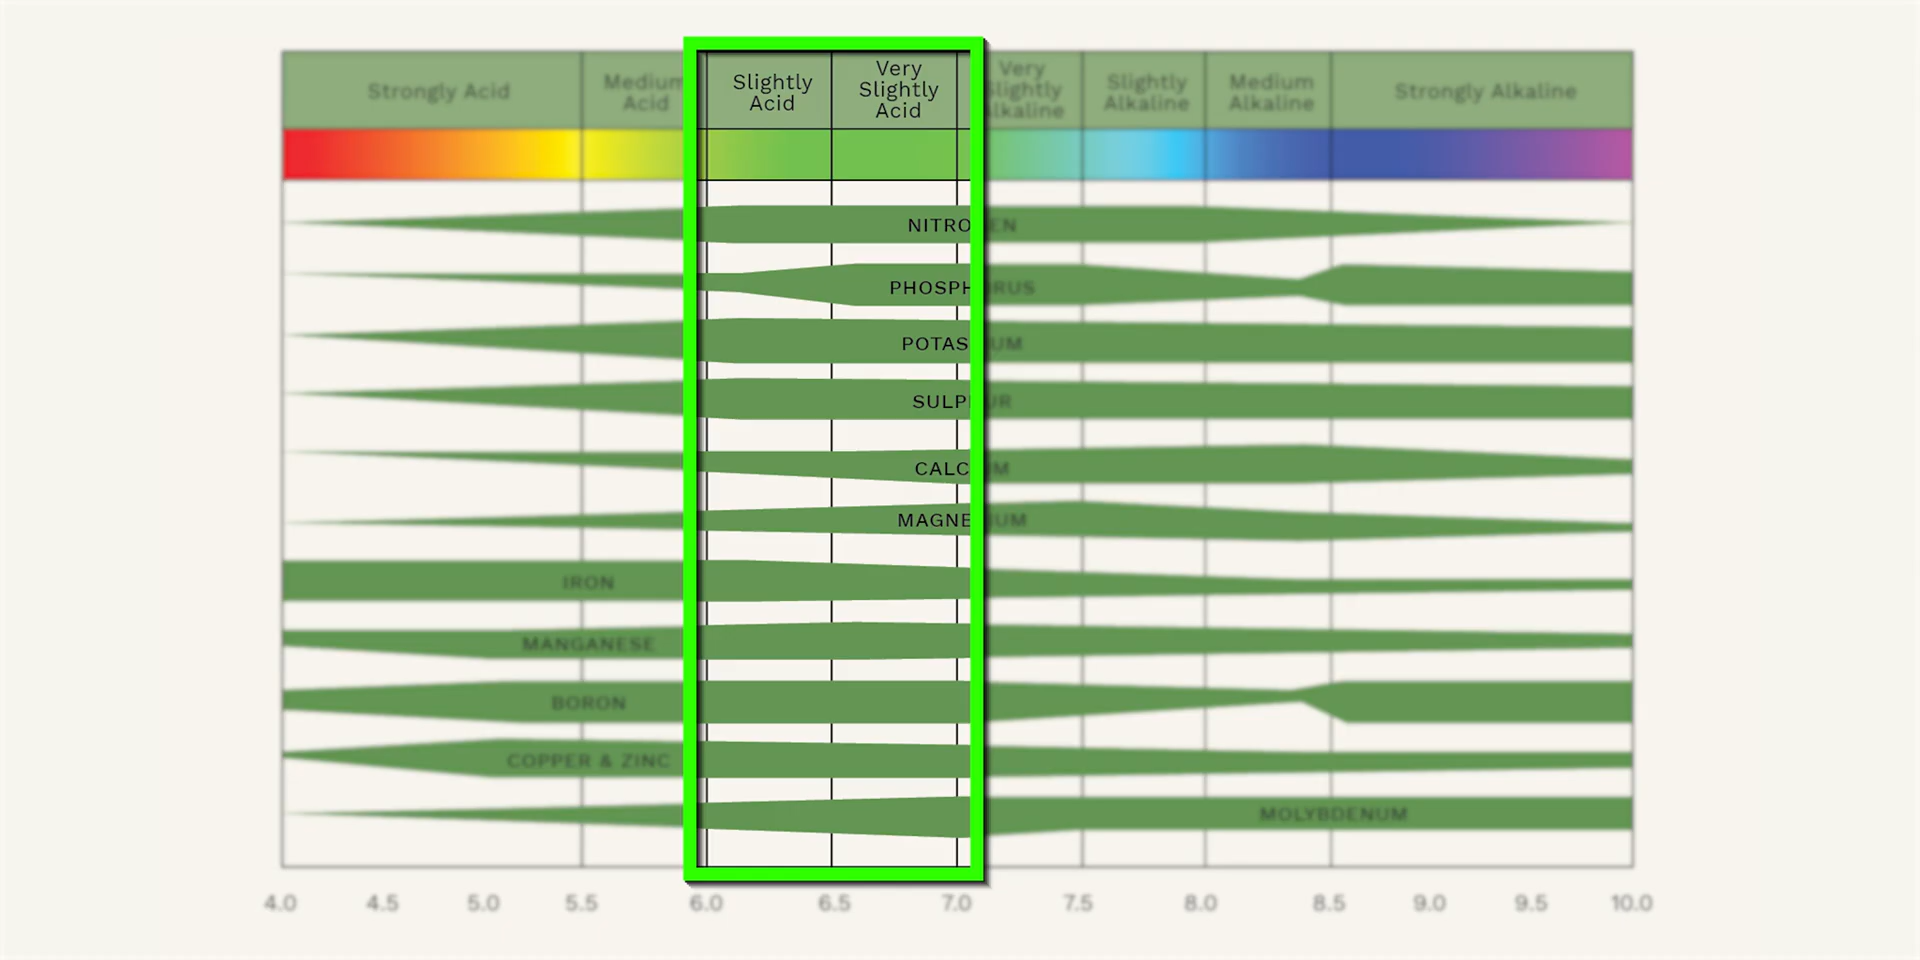 Strongly Acid
Medium
Acid
Slightly
Acid
Very
Slightly
Acid
Very
Slightly
Alkaline
Slightly
Alkaline
Medium
Alkaline
Strongly Alkaline
NITROGEN
PHOSPHORUS
POTASSIUM
SULPHUR
CALCIUM
MAGNESIUM
IRON
MANGANESE
BORON
COPPER & ZINC
MOLYBDENUM
4.0 4.5 5.0 5.5 6.0 6.5 7.0 7.5 8.0 8.5 9.0 9.5 10.0